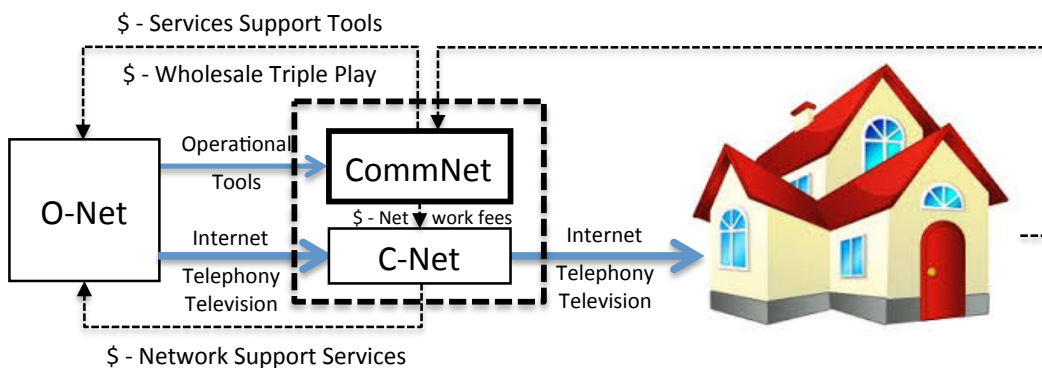 $ - Services Support Tools
$ - Wholesale Triple Play
Operational
Tools
CommNet
O-Net
$ - Net work fees
Internet
Telephony
Television
C-Net
Internet
Telephony
Television
$ - Network Support Services